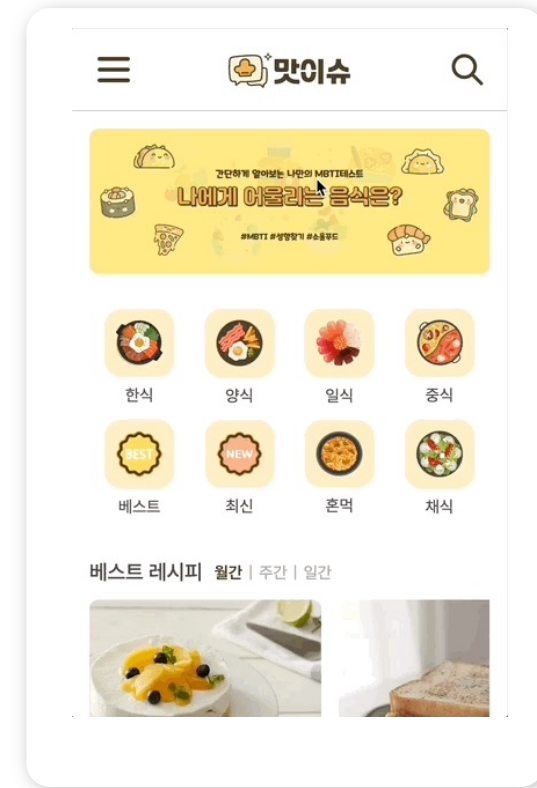 맛이슈
간단하게 알아보는 나만의 MBTI테스트
나에게 어울리는 음식은?
#MBTI #성향찾기 #소울푸드
한식 양식 일식 중식
BEST NEW
베스트 최신 혼먹 채식
베스트 레시피 월간 | 주간 | 일간